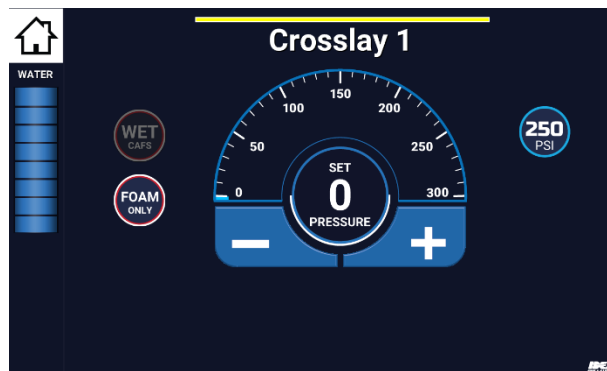 Crosslay 1
WATER
WET
CAFS
FOAM
ONLY
0
50
100
150
200
250
300
SET
0
PRESSURE
−
+
250
PSI